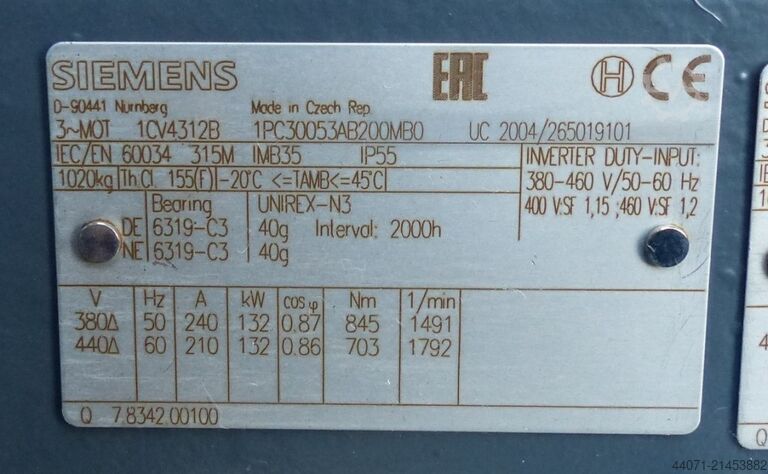 SIEMENS EAC H CE
D-90441 Nürnberg Made in Czech Rep.
3~MOT 1CV4312B 1PC30053AB200MB0 UC 2004/265019101
IEC/EN 60034 315M IMB35 IP55
1020kg Th.Cl. 155(F) -20°C <=TAMB<=45°C
INVERTER DUTY-INPUT:
380-460 V/50-60 Hz
400 V:SF 1,15 ;460 V:SF 1,2
Bearing UNIREX-N3
DE 6319-C3 40g Interval: 2000h
NE 6319-C3 40g
V Hz A kW cos φ Nm 1/min
380Δ 50 240 132 0.87 845 1491
440Δ 60 210 132 0.86 703 1792
Q 7.8342.00100
44071-21453882